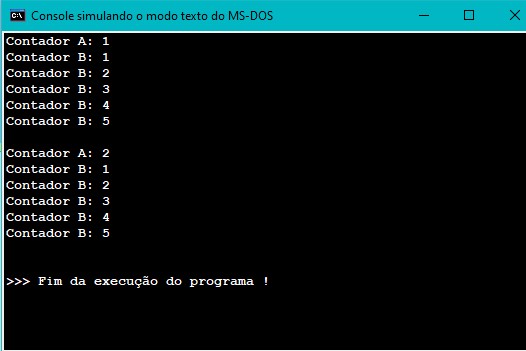 Console simulando o modo texto do MS-DOS
Contador A: 1
Contador B: 1
Contador B: 2
Contador B: 3
Contador B: 4
Contador B: 5
Contador A: 2
Contador B: 1
Contador B: 2
Contador B: 3
Contador B: 4
Contador B: 5
>>> Fim da execução do programa !